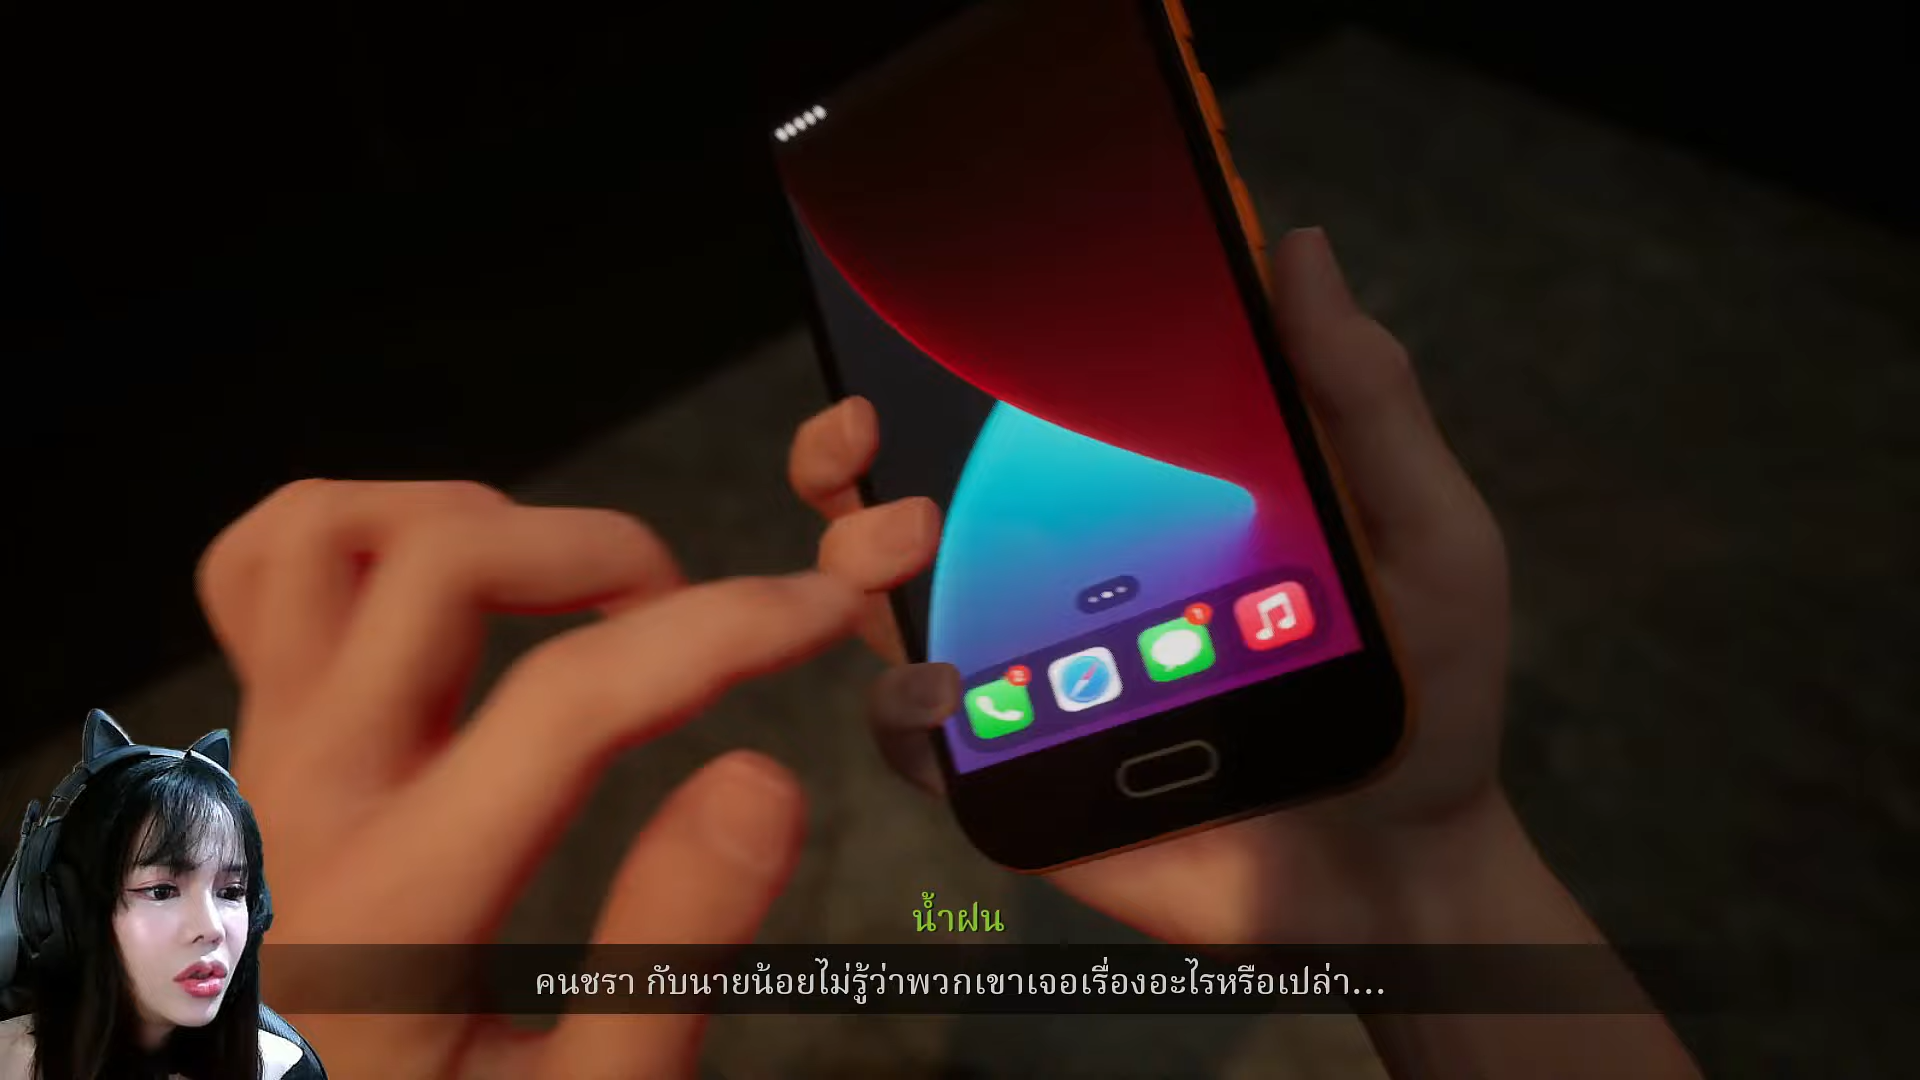 น้ำฝน
คนชรา กับนายน้อยไม่รู้ว่าพวกเขาเจอเรื่องอะไรหรือเปล่า...